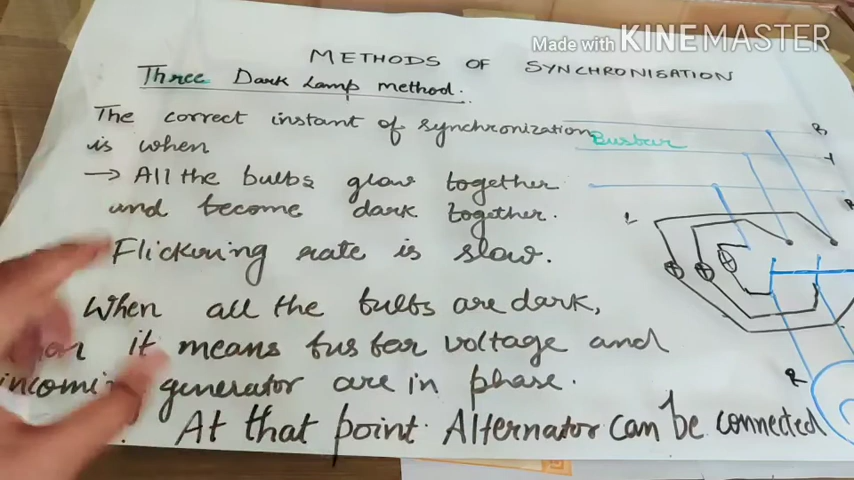 Made with KINEMASTER
METHODS OF SYNCHRONISATION
Three Dark Lamp method.
The correct instant of synchronization
is when
→ All the bulbs glow together
and become dark together.
Flickering rate is slow.
When all the bulbs are dark,
it means bus bar voltage and
generator are in phase.
At that point Alternator can be connected
Busbar
B
Y
R
L
R